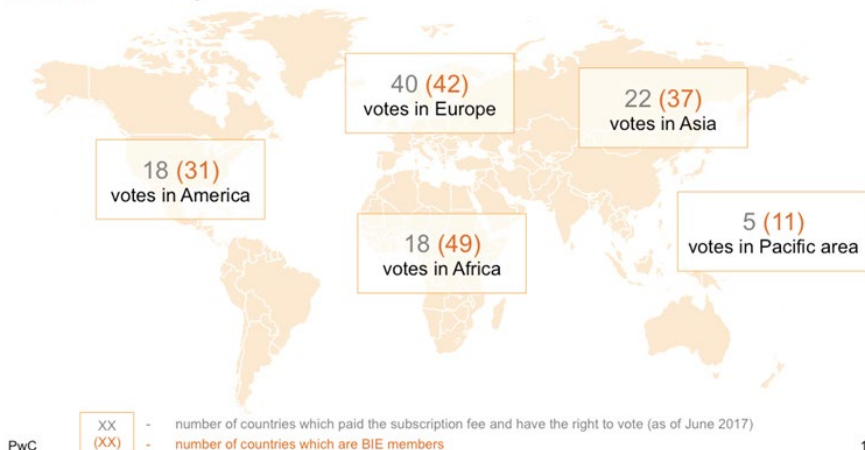 40 (42)
votes in Europe
22 (37)
votes in Asia
18 (31)
votes in America
5 (11)
votes in Pacific area
18 (49)
votes in Africa
XX - number of countries which paid the subscription fee and have the right to vote (as of June 2017)
(XX) - number of countries which are BIE members
PwC